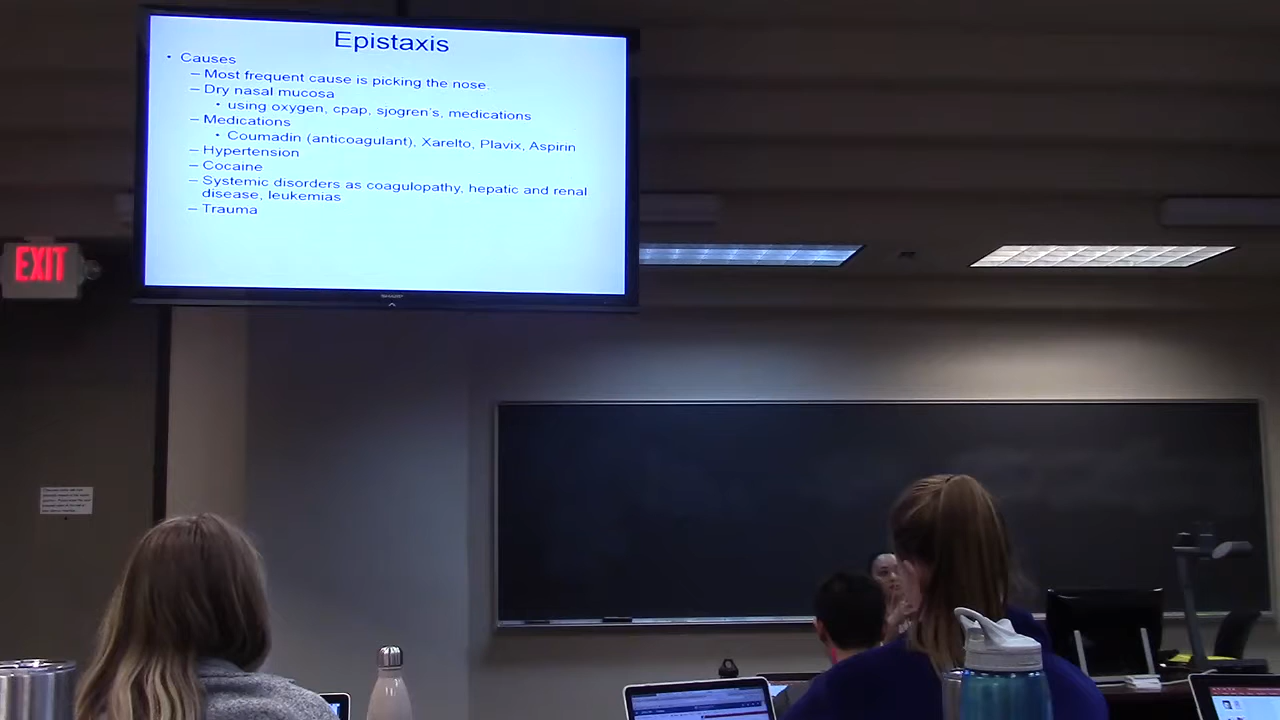 Epistaxis
• Causes
– Most frequent cause is picking the nose.
– Dry nasal mucosa
• using oxygen, cpap, sjogren's, medications
– Medications
• Coumadin (anticoagulant), Xarelto, Plavix, Aspirin
– Hypertension
– Cocaine
– Systemic disorders as coagulopathy, hepatic and renal
disease, leukemias
– Trauma
EXIT